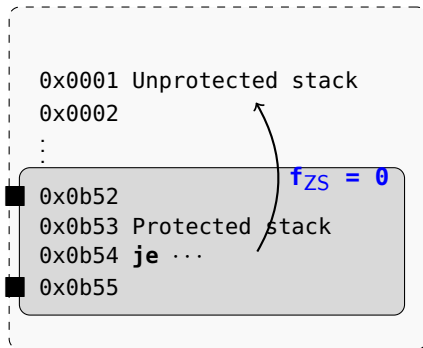 0x0001 Unprotected stack
0x0002
⋮
0x0b52
f_ZS = 0
0x0b53 Protected stack
0x0b54 je ···
0x0b55